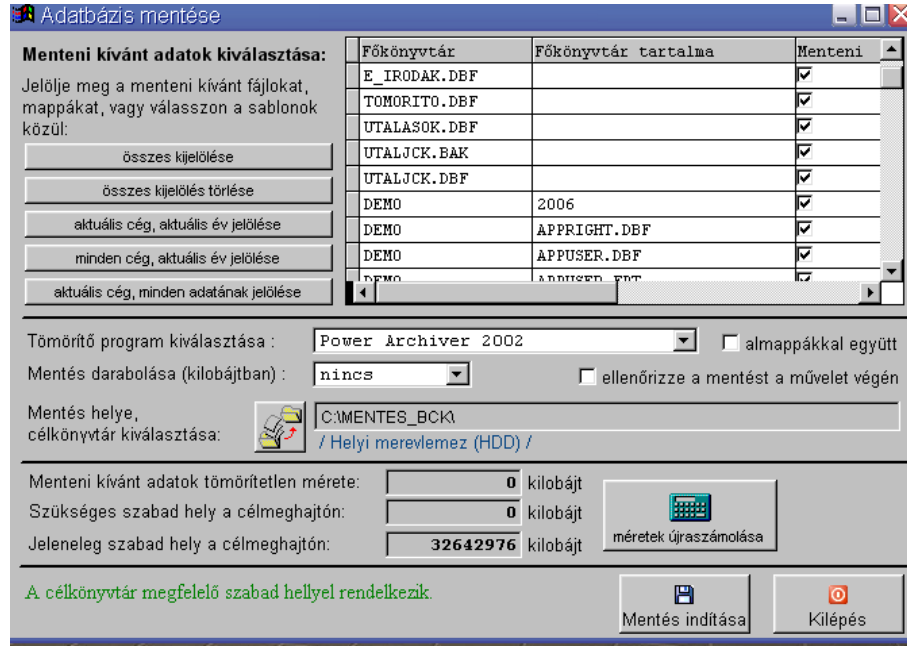 Adatbázis mentése
Menteni kívánt adatok kiválasztása:
Jelölje meg a menteni kívánt fájlokat,
mappákat, vagy válasszon a sablonok
közül:
összes kijelölése
összes kijelölés törlése
aktuális cég, aktuális év jelölése
minden cég, aktuális év jelölése
aktuális cég, minden adatának jelölése
Főkönyvtár Főkönyvtár tartalma Menteni
E_IRODAK.DBF
TOMORITO.DBF
UTALASOK.DBF
UTALJCK.BAK
UTALJCK.DBF
DEMO 2006
DEMO APPRIGHT.DBF
DEMO APPUSER.DBF
DEMO APPUSER.FPT
Tömörítő program kiválasztása : Power Archiver 2002 almappákkal együtt
Mentés darabolása (kilobájtban) : nincs ellenőrizze a mentést a művelet végén
Mentés helye,
célkönyvtár kiválasztása:
C:\MENTES_BCK\
/ Helyi merevlemez (HDD) /
Menteni kívánt adatok tömörítetlen mérete: 0 kilobájt
Szükséges szabad hely a célmeghajtón: 0 kilobájt
Jeleneleg szabad hely a célmeghajtón: 32642976 kilobájt
méretek újraszámolása
A célkönyvtár megfelelő szabad hellyel rendelkezik.
Mentés indítása
Kilépés